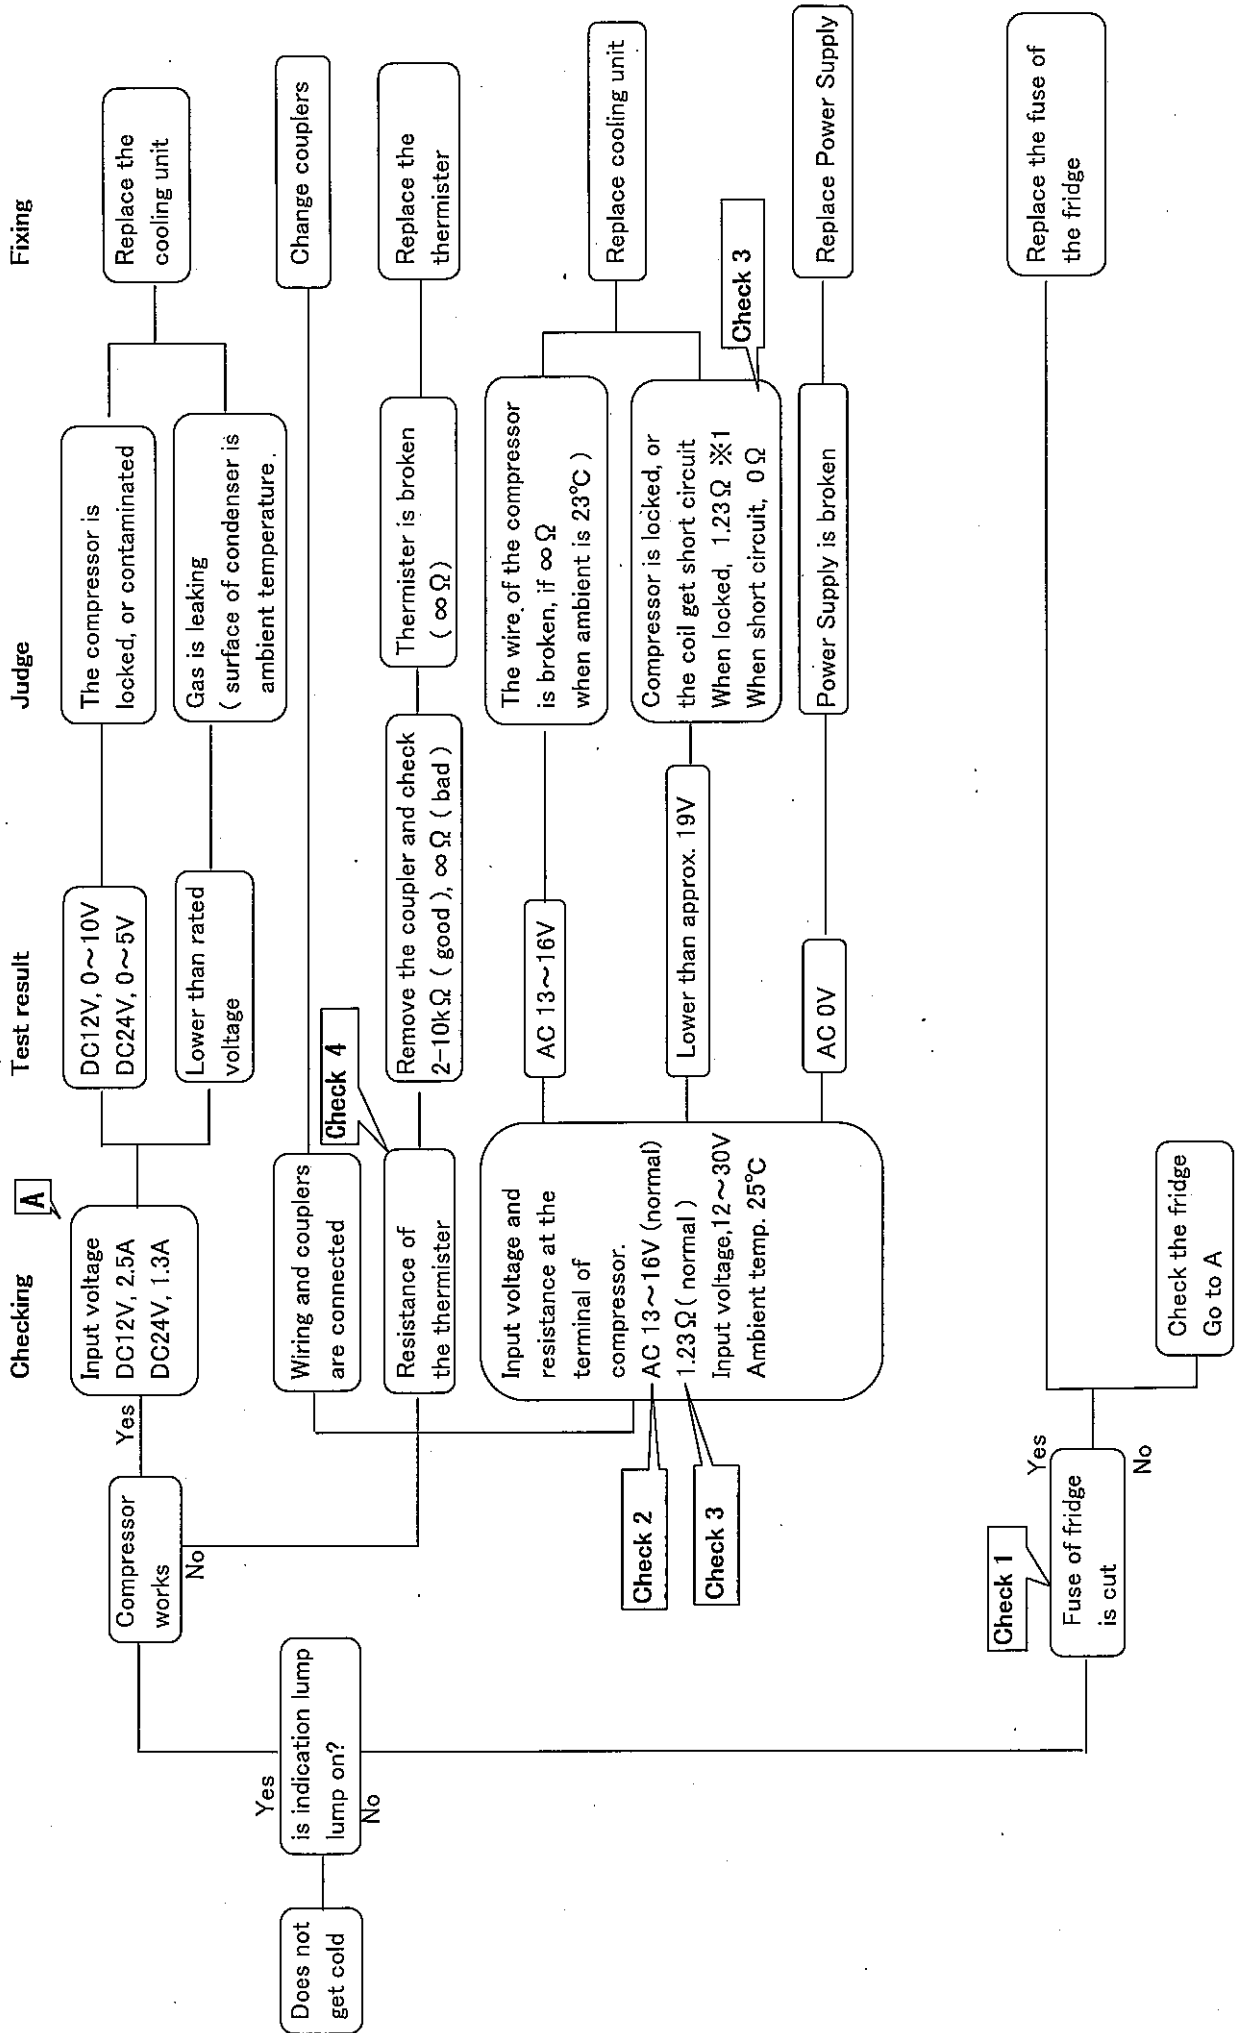 Checking
Test result
Judge
Fixing
Does not
get cold
Yes
is indication lump
lump on?
No
Compressor
works
Yes
No
A
Input voltage
DC12V, 2.5A
DC24V, 1.3A
DC12V, 0~10V
DC24V, 0~5V
The compressor is
locked, or contaminated
Lower than rated
voltage
Gas is leaking
( surface of condenser is
ambient temperature .
Replace the
cooling unit
Wiring and couplers
are connected
Change couplers
Check 4
Resistance of
the thermister
Remove the coupler and check
2-10kΩ ( good ), ∞ Ω ( bad )
Thermister is broken
( ∞ Ω )
Replace the
thermister
Input voltage and
resistance at the
terminal of
compressor.
AC 13~16V (normal)
1.23Ω ( normal )
Input voltage,12~30V
Ambient temp. 25℃
Check 2
Check 3
AC 13~16V
The wire of the compressor
is broken, if ∞ Ω
when ambient is 23℃ )
Lower than approx. 19V
Compressor is locked, or
the coil get short circuit
When locked, 1.23Ω ※1
When short circuit, 0Ω
Check 3
Replace cooling unit
AC 0V
Power Supply is broken
Replace Power Supply
Check 1
Fuse of fridge
is cut
Yes
No
Replace the fuse of
the fridge
Check the fridge
Go to A